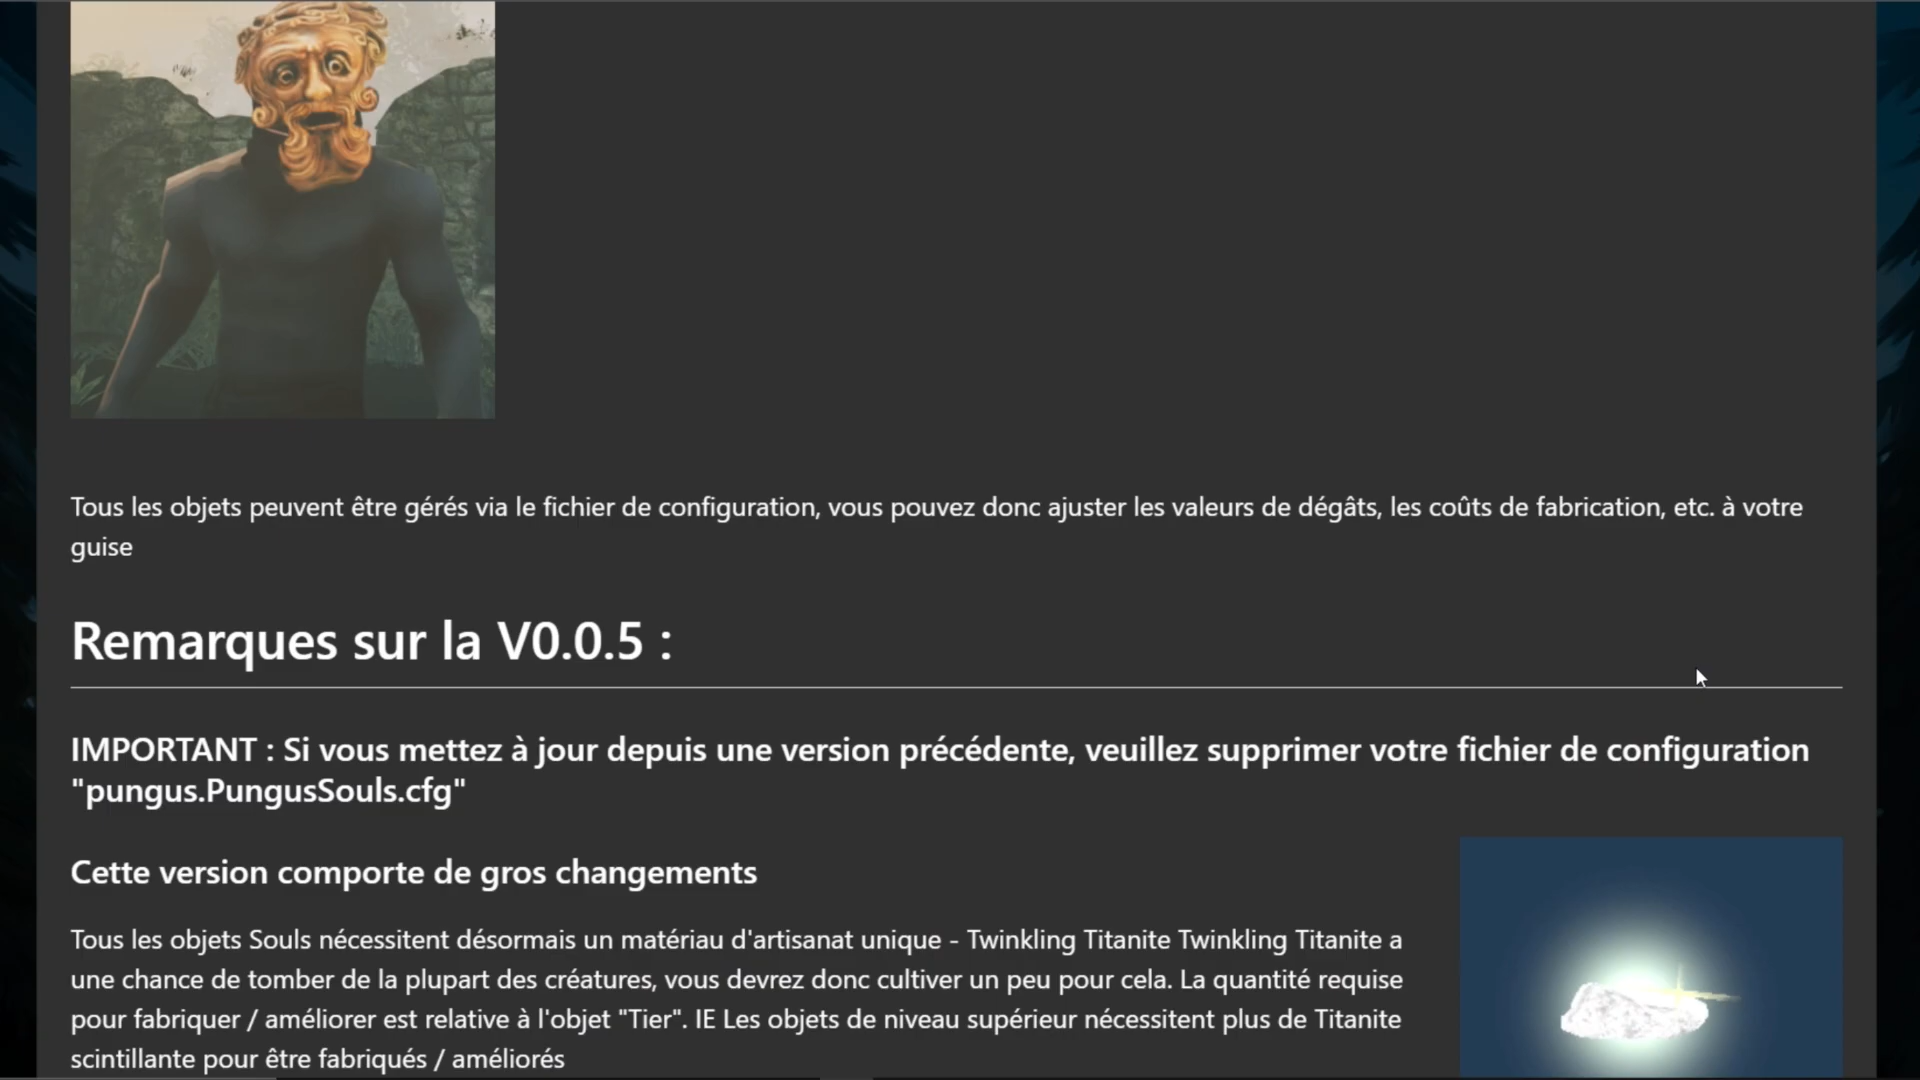 Tous les objets peuvent être gérés via le fichier de configuration, vous pouvez donc ajuster les valeurs de dégâts, les coûts de fabrication, etc. à votre
guise
Remarques sur la V0.0.5 :
IMPORTANT : Si vous mettez à jour depuis une version précédente, veuillez supprimer votre fichier de configuration
"pungus.PungusSouls.cfg"
Cette version comporte de gros changements
Tous les objets Souls nécessitent désormais un matériau d'artisanat unique - Twinkling Titanite Twinkling Titanite a
une chance de tomber de la plupart des créatures, vous devrez donc cultiver un peu pour cela. La quantité requise
pour fabriquer / améliorer est relative à l'objet "Tier". IE Les objets de niveau supérieur nécessitent plus de Titanite
scintillante pour être fabriqués / améliorés